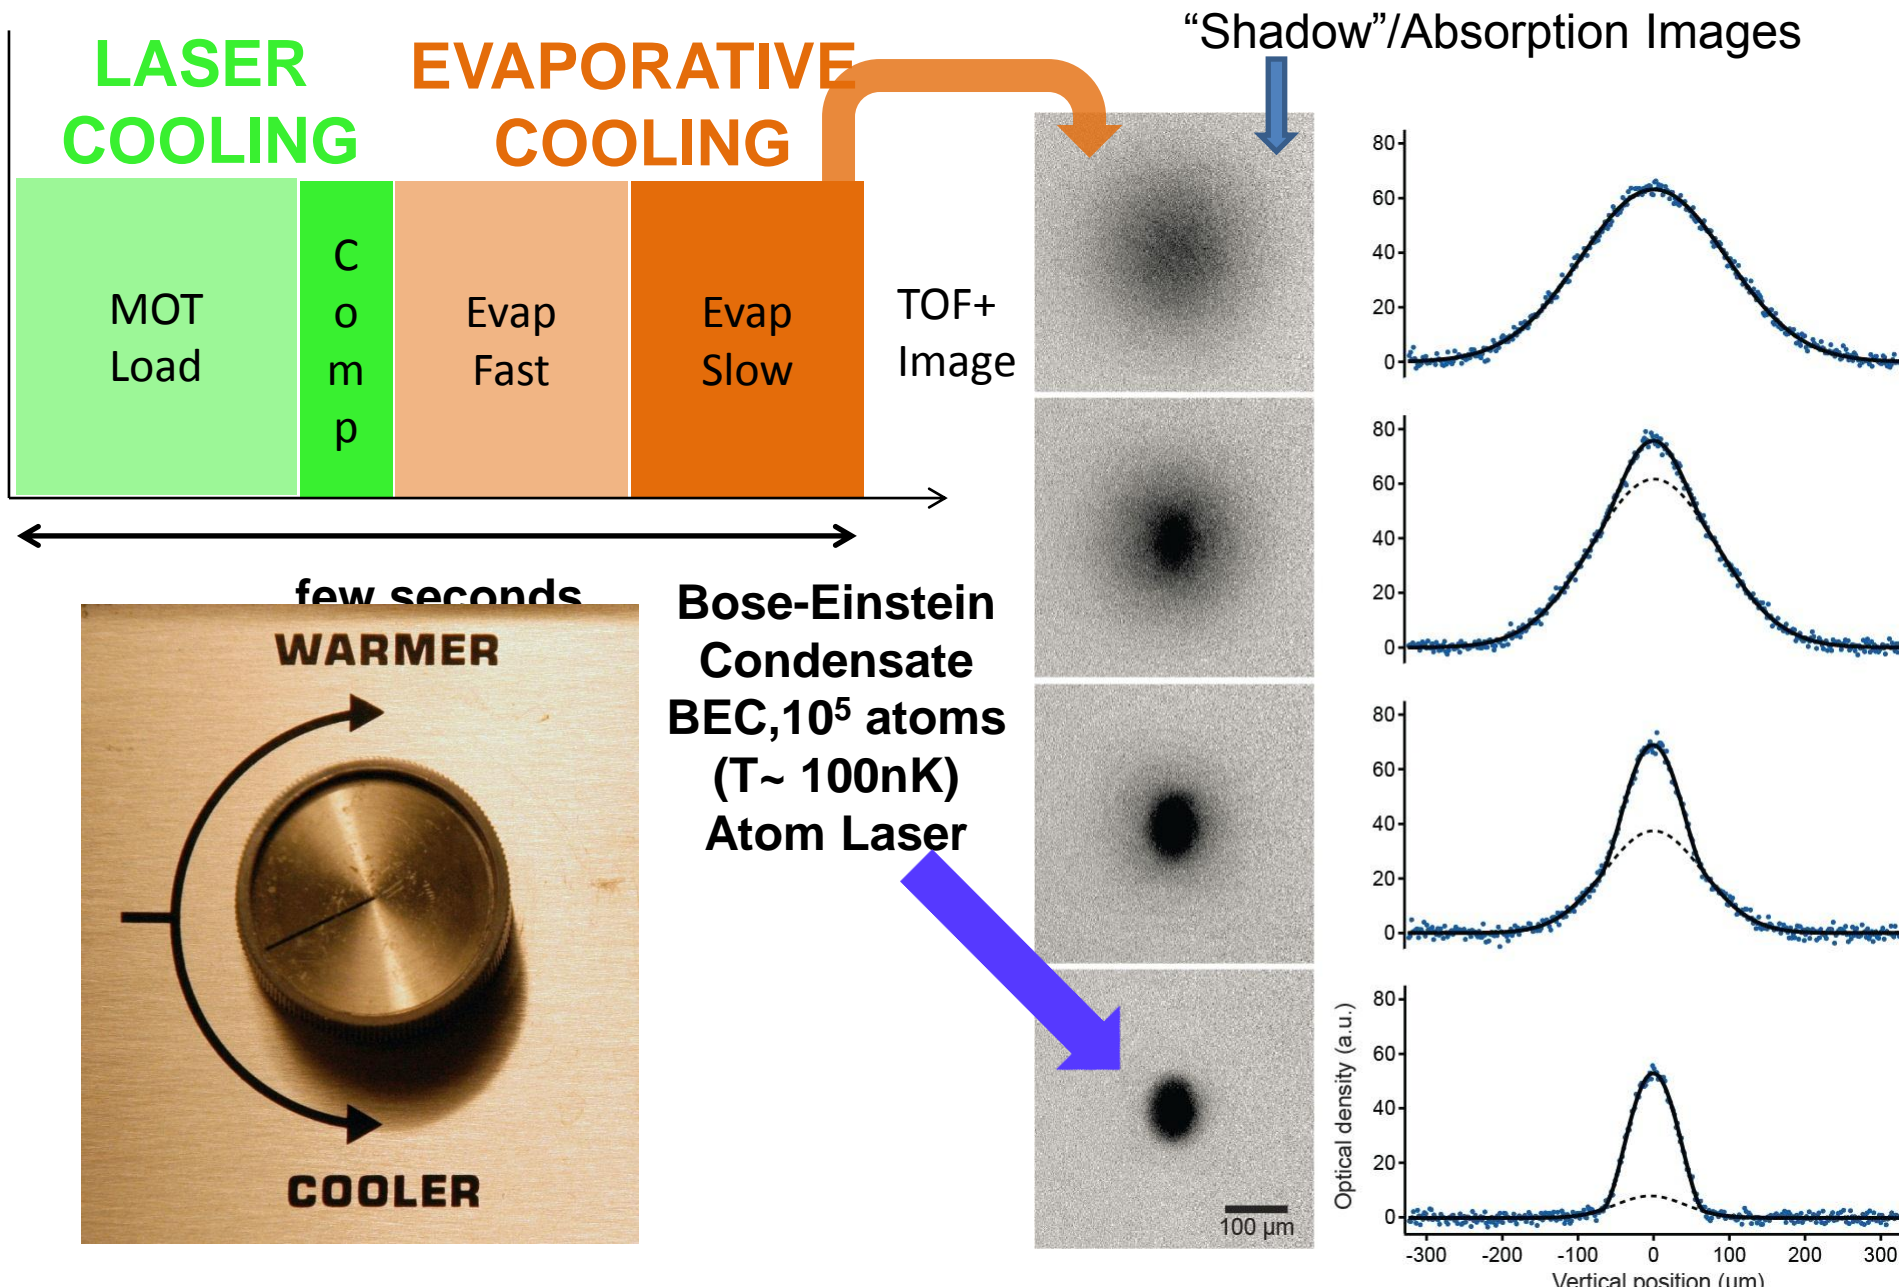 LASER
COOLING
EVAPORATIVE
COOLING
“Shadow”/Absorption Images
MOT
Load
C
o
m
p
Evap
Fast
Evap
Slow
TOF+
Image
few seconds
WARMER
COOLER
Bose-Einstein
Condensate
BEC,10⁵ atoms
(T~ 100nK)
Atom Laser
100 µm
80
60
40
20
0
80
60
40
20
0
80
60
40
20
0
Optical density (a.u.)
80
60
40
20
0
-300 -200 -100 0 100 200 300
Vertical position (um)